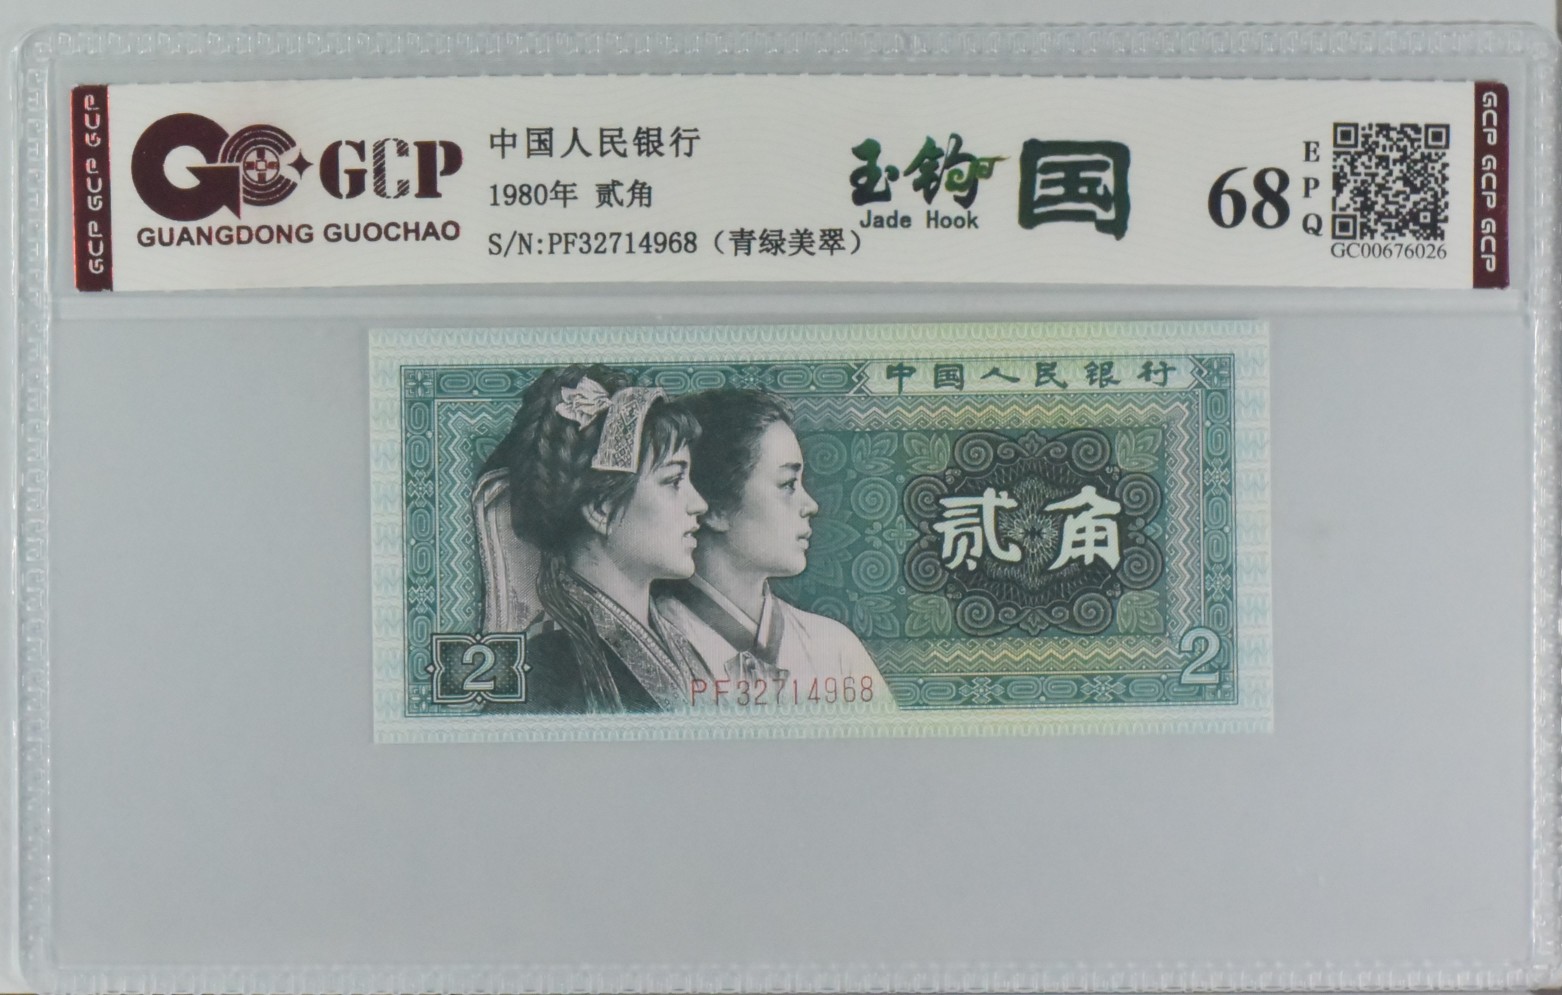 GCP GCP GCP
GCP
GUANGDONG GUOCHAO
中国人民银行
1980年 贰角
S/N:PF32714968（青绿美翠）
玉钩
Jade Hook
国
68
EPQ
GC00676026
GCP GCP GCP
中国人民银行
贰角
2
2
PF32714968